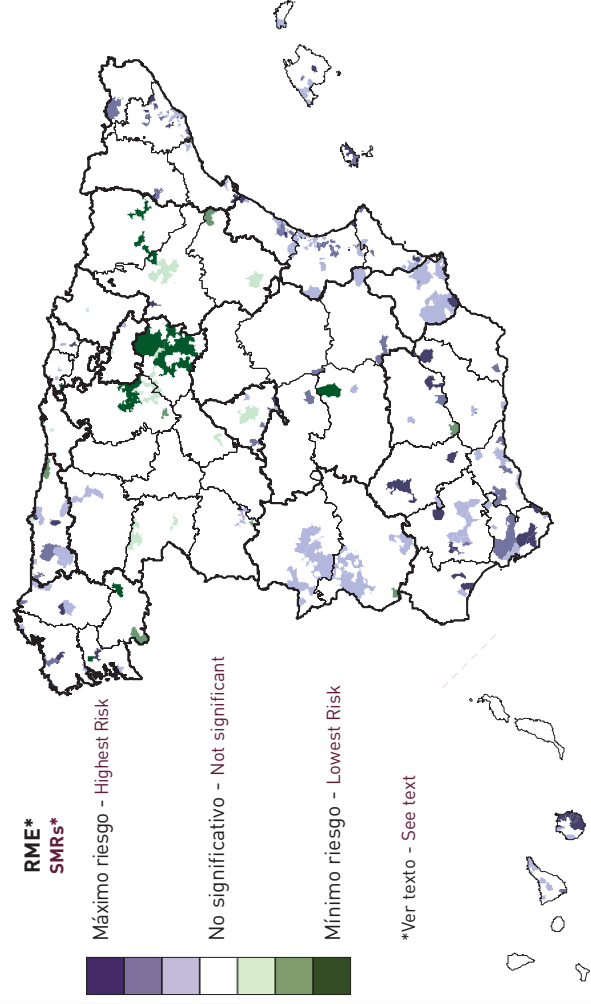 RME*
SMRs*
Máximo riesgo - Highest Risk
No significativo - Not significant
Mínimo riesgo - Lowest Risk
*Ver texto - See text